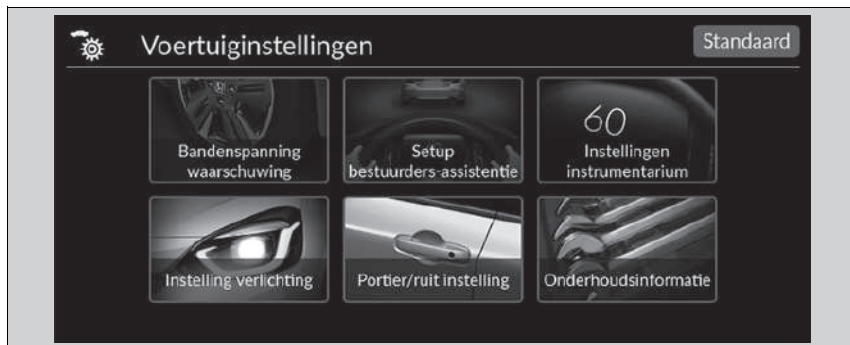 Voertuiginstellingen
Standaard
Bandenspanning
waarschuwing
Setup
bestuurders-assistentie
60
Instellingen
instrumentarium
Instelling verlichting
Portier/ruit instelling
Onderhoudsinformatie